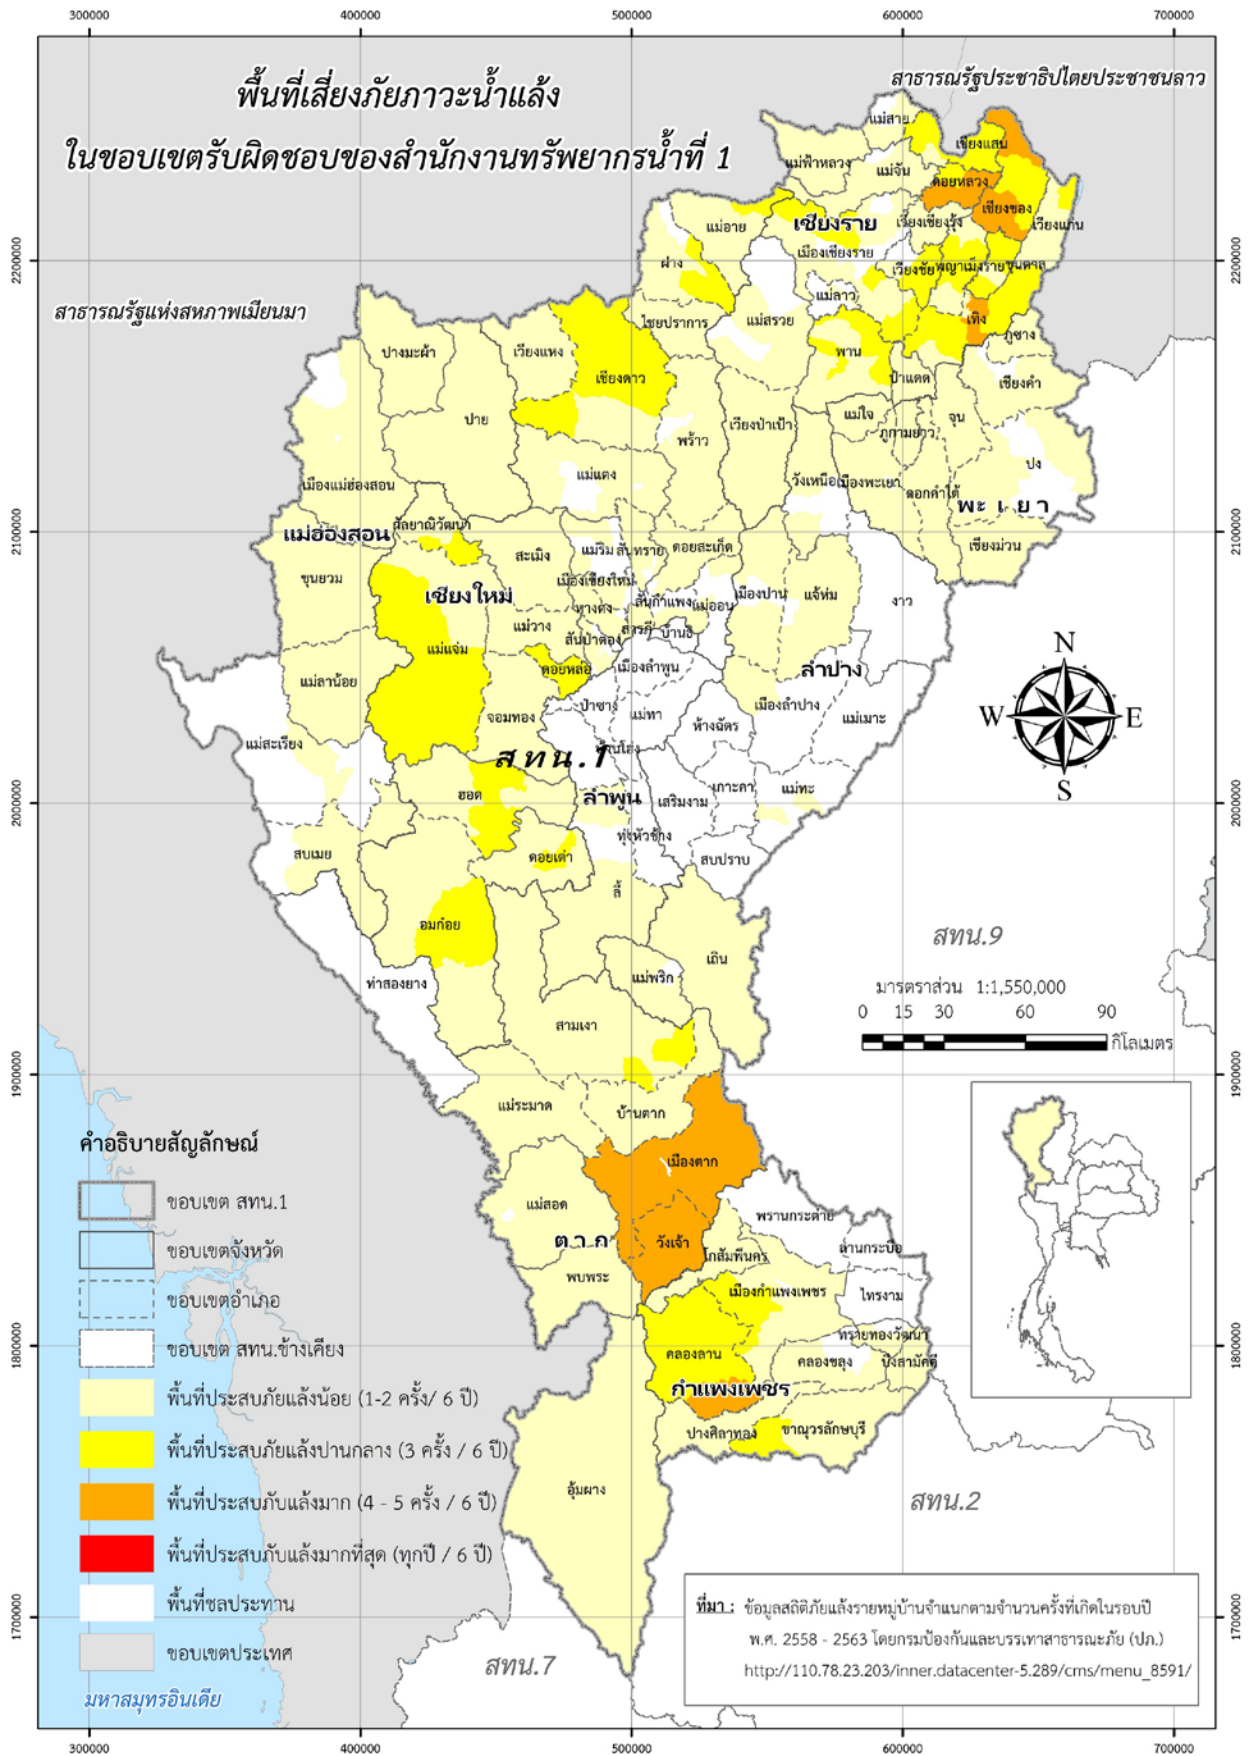 300000 400000 500000 600000 700000
พื้นที่เสี่ยงภัยภาวะน้ำแล้ง
ในขอบเขตรับผิดชอบของสำนักงานทรัพยากรน้ำที่ 1
สาธารณรัฐประชาธิปไตยประชาชนลาว
สาธารณรัฐแห่งสหภาพเมียนมา
2200000 2200000
2100000 2100000
2000000 2000000
1900000 1900000
1800000 1800000
1700000 1700000
แม่สาย
เชียงแสน
แม่ฟ้าหลวง
แม่จัน
ดอยหลวง
เชียงของ
แม่อาย
เชียงราย
เวียงเชียงรุ้ง
เวียงแก่น
เมืองเชียงราย
ฝาง
เวียงชัย
พญาเม็งราย
ขุนตาล
แม่ลาว
ไชยปราการ
แม่สรวย
เทิง
ภูซาง
ปางมะผ้า
เวียงแหง
เชียงดาว
พาน
ป่าแดด
เชียงคำ
ปาย
พร้าว
เวียงป่าเป้า
แม่ใจ
ภูกามยาว
จุน
แม่แตง
ปง
เมืองแม่ฮ่องสอน
วังเหนือ
เมืองพะเยา
ดอกคำใต้
พะเยา
แม่ฮ่องสอน
กัลยาณิวัฒนา
สะเมิง
แม่ริม
สันทราย
ดอยสะเก็ด
เชียงม่วน
ขุนยวม
เชียงใหม่
เมืองเชียงใหม่
หางดง
สันกำแพง
แม่ออน
เมืองปาน
แจ้ห่ม
งาว
แม่วาง
สันป่าตอง
สารภี
บ้านธิ
แม่แจ่ม
ดอยหล่อ
เมืองลำพูน
ลำปาง
แม่ลาน้อย
จอมทอง
ป่าซาง
แม่ทา
ห้างฉัตร
เมืองลำปาง
แม่เมาะ
แม่สะเรียง
สทน.1
บ้านโฮ่ง
ฮอด
ลำพูน
เสริมงาม
เกาะคา
แม่ทะ
ทุ่งหัวช้าง
สบเมย
ดอยเต่า
สบปราบ
ลี้
อมก๋อย
เถิน
ท่าสองยาง
แม่พริก
สามเงา
แม่ระมาด
บ้านตาก
เมืองตาก
แม่สอด
ตาก
วังเจ้า
พรานกระต่าย
โกสัมพีนคร
ลานกระบือ
พบพระ
เมืองกำแพงเพชร
ไทรงาม
ทรายทองวัฒนา
คลองลาน
คลองขลุง
บึงสามัคคี
กำแพงเพชร
ปางศิลาทอง
ขาณุวรลักษบุรี
อุ้มผาง
N
W E
S
สทน.9
มาตราส่วน 1:1,550,000
0 15 30 60 90
กิโลเมตร
สทน.2
สทน.7
คำอธิบายสัญลักษณ์
ขอบเขต สทน.1
ขอบเขตจังหวัด
ขอบเขตอำเภอ
ขอบเขต สทน.ข้างเคียง
พื้นที่ประสบภัยแล้งน้อย (1-2 ครั้ง/ 6 ปี)
พื้นที่ประสบภัยแล้งปานกลาง (3 ครั้ง / 6 ปี)
พื้นที่ประสบภับแล้งมาก (4 - 5 ครั้ง / 6 ปี)
พื้นที่ประสบภับแล้งมากที่สุด (ทุกปี / 6 ปี)
พื้นที่ชลประทาน
ขอบเขตประเทศ
มหาสมุทรอินเดีย
ที่มา : ข้อมูลสถิติภัยแล้งรายหมู่บ้านจำแนกตามจำนวนครั้งที่เกิดในรอบปี
พ.ศ. 2558 - 2563 โดยกรมป้องกันและบรรเทาสาธารณะภัย (ปภ.)
http://110.78.23.203/inner.datacenter-5.289/cms/menu_8591/
300000 400000 500000 600000 700000